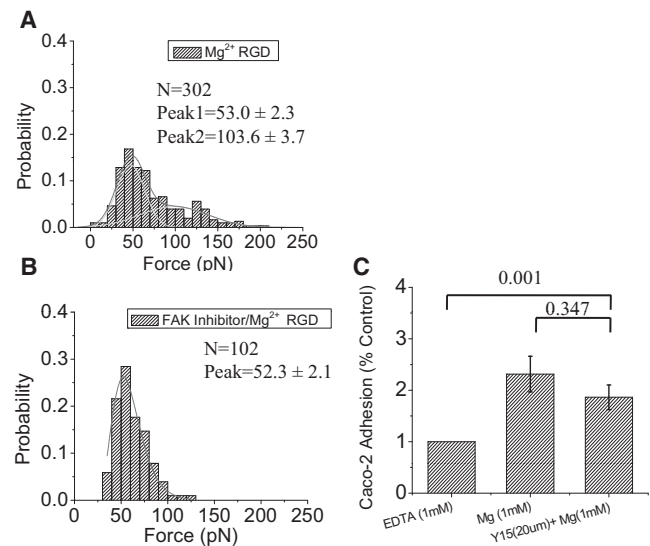 A
Mg²⁺ RGD
N=302
Peak1=53.0 ± 2.3
Peak2=103.6 ± 3.7
Probability
0.4
0.3
0.2
0.1
0.0
0 50 100 150 200 250
Force (pN)
B
FAK Inhibitor/Mg²⁺ RGD
N=102
Peak=52.3 ± 2.1
Probability
0.4
0.3
0.2
0.1
0.0
0 50 100 150 200 250
Force (pN)
C
0.001
0.347
Caco-2 Adhesion (% Control)
4
3
2
1
0
EDTA (1mM)
Mg (1mM)
Y15(20um)+ Mg(1mM)